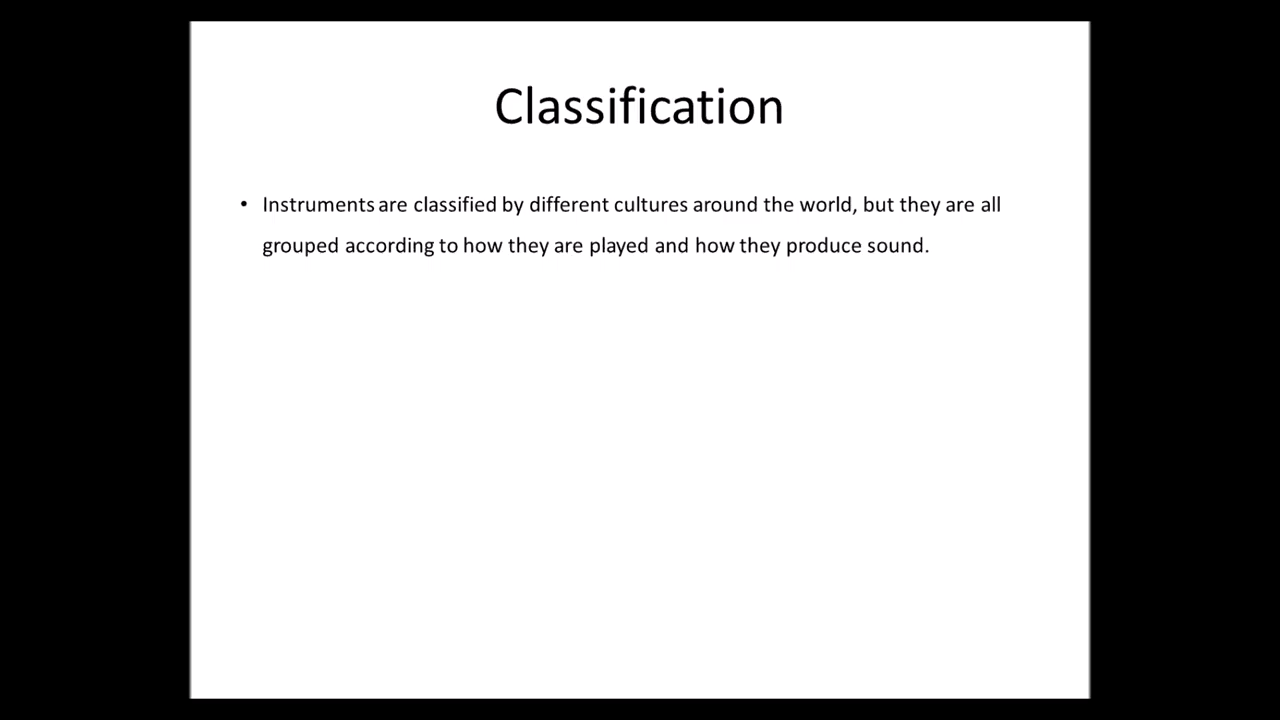 Classification
• Instruments are classified by different cultures around the world, but they are all
grouped according to how they are played and how they produce sound.